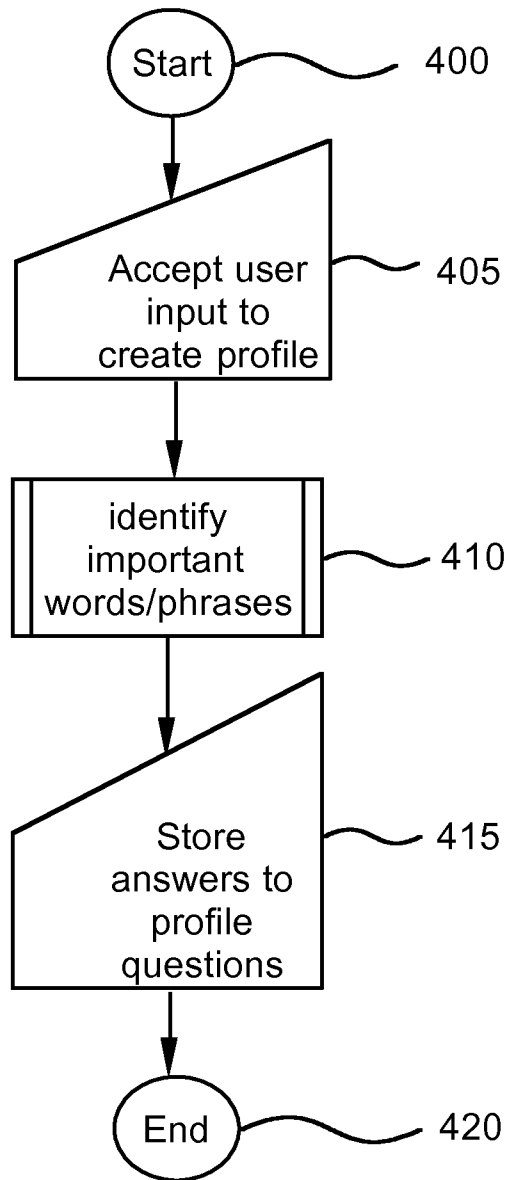 Start
400
Accept user
input to
create profile
405
identify
important
words/phrases
410
Store
answers to
profile
questions
415
End
420